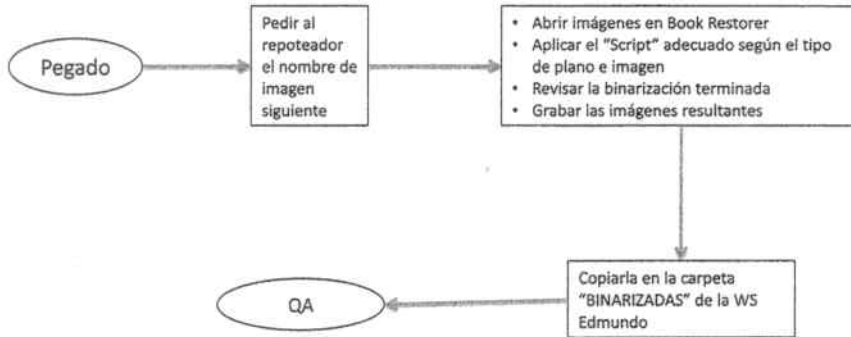 Pegado
Pedir al
repoteador
el nombre de
imagen
siguiente
• Abrir imágenes en Book Restorer
• Aplicar el “Script” adecuado según el tipo
de plano e imagen
• Revisar la binarización terminada
• Grabar las imágenes resultantes
Copiarla en la carpeta
“BINARIZADAS” de la WS
Edmundo
QA